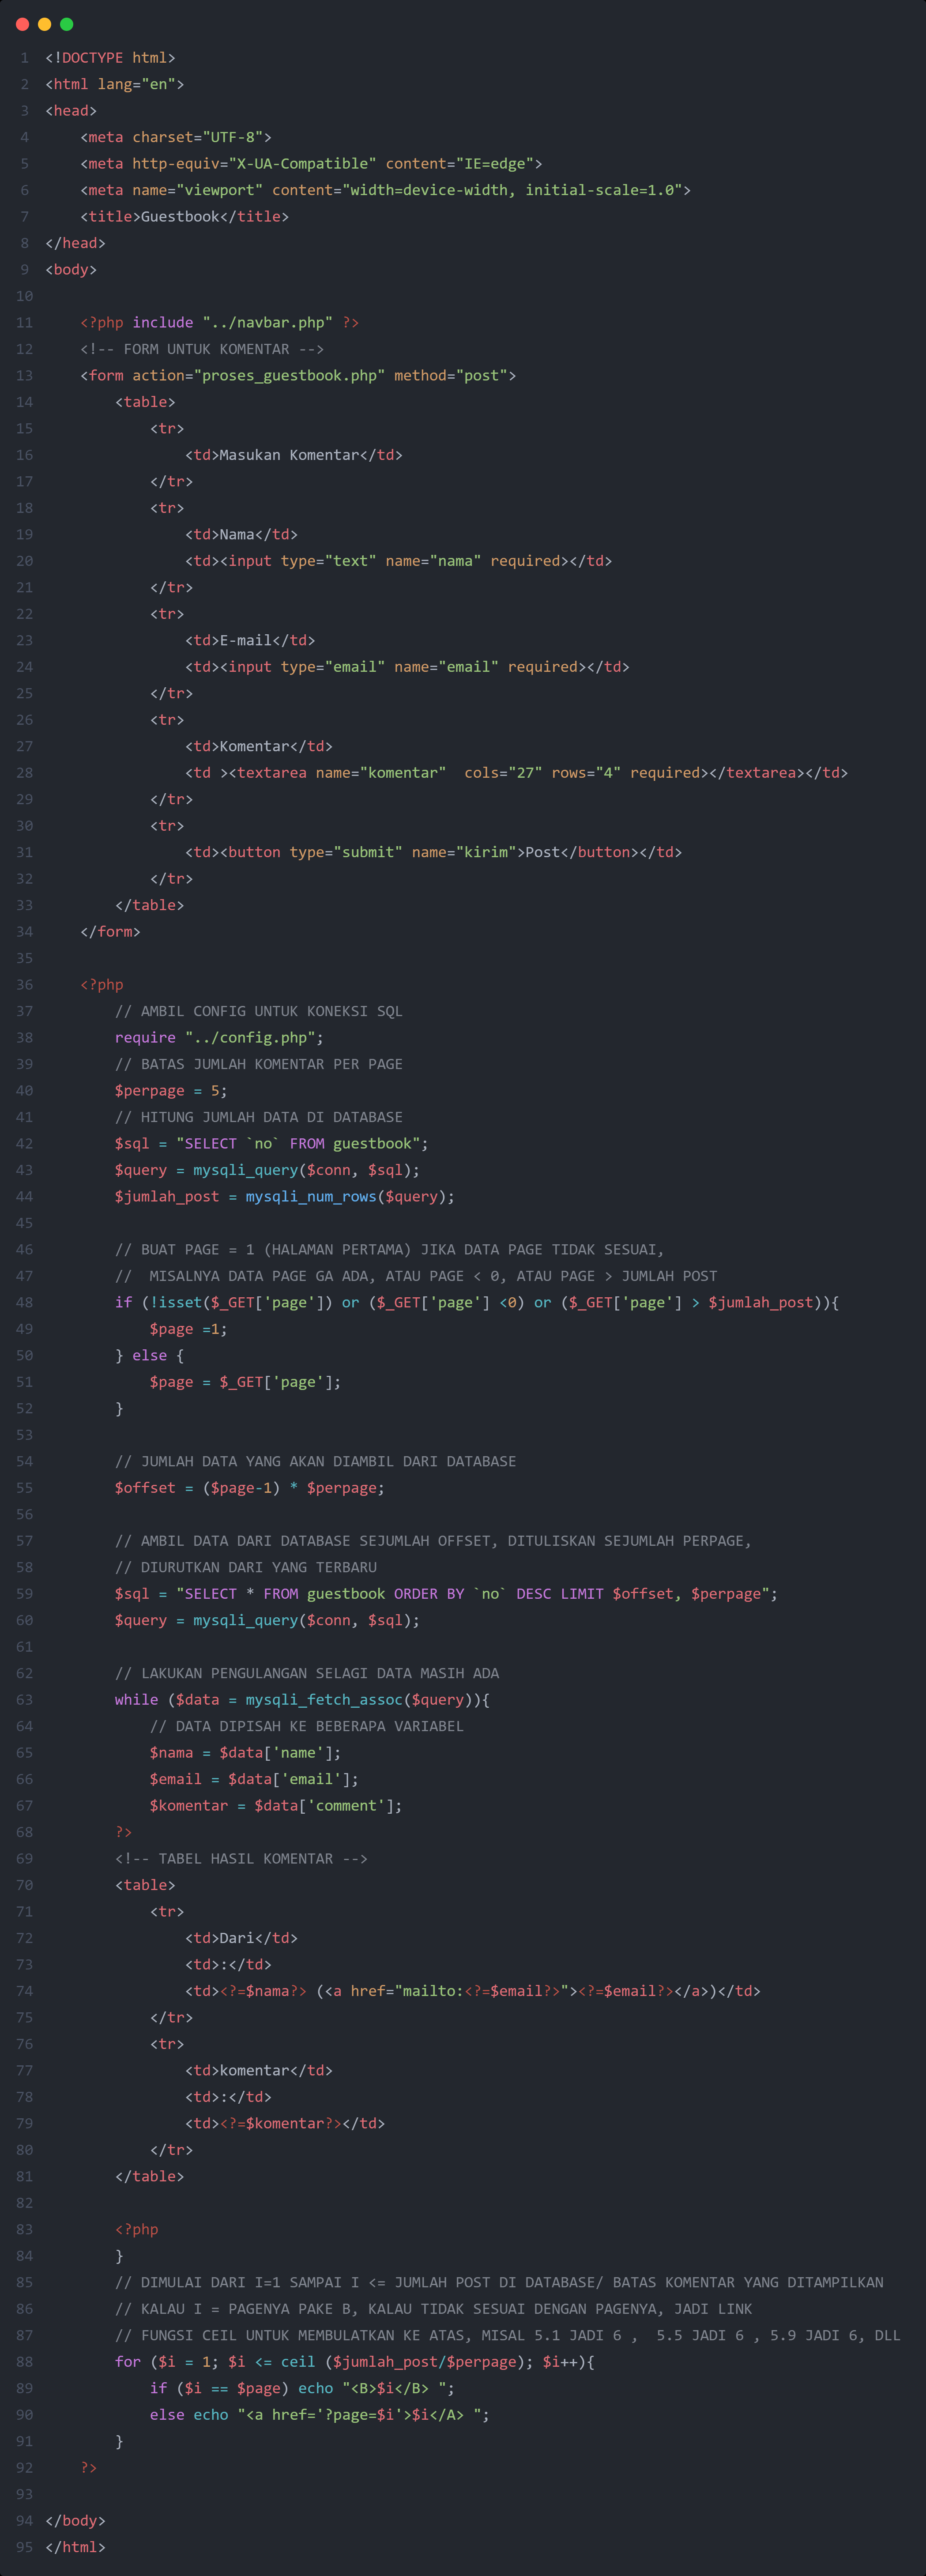 1 <!DOCTYPE html>
2 <html lang="en">
3 <head>
4     <meta charset="UTF-8">
5     <meta http-equiv="X-UA-Compatible" content="IE=edge">
6     <meta name="viewport" content="width=device-width, initial-scale=1.0">
7     <title>Guestbook</title>
8 </head>
9 <body>
10
11     <?php include "../navbar.php" ?>
12     <!-- FORM UNTUK KOMENTAR -->
13     <form action="proses_guestbook.php" method="post">
14         <table>
15             <tr>
16                 <td>Masukan Komentar</td>
17             </tr>
18             <tr>
19                 <td>Nama</td>
20                 <td><input type="text" name="nama" required></td>
21             </tr>
22             <tr>
23                 <td>E-mail</td>
24                 <td><input type="email" name="email" required></td>
25             </tr>
26             <tr>
27                 <td>Komentar</td>
28                 <td ><textarea name="komentar"  cols="27" rows="4" required></textarea></td>
29             </tr>
30             <tr>
31                 <td><button type="submit" name="kirim">Post</button></td>
32             </tr>
33         </table>
34     </form>
35
36     <?php
37         // AMBIL CONFIG UNTUK KONEKSI SQL
38         require "../config.php";
39         // BATAS JUMLAH KOMENTAR PER PAGE
40         $perpage = 5;
41         // HITUNG JUMLAH DATA DI DATABASE
42         $sql = "SELECT `no` FROM guestbook";
43         $query = mysqli_query($conn, $sql);
44         $jumlah_post = mysqli_num_rows($query);
45
46         // BUAT PAGE = 1 (HALAMAN PERTAMA) JIKA DATA PAGE TIDAK SESUAI,
47         //  MISALNYA DATA PAGE GA ADA, ATAU PAGE < 0, ATAU PAGE > JUMLAH POST
48         if (!isset($_GET['page']) or ($_GET['page'] <0) or ($_GET['page'] > $jumlah_post)){
49             $page =1;
50         } else {
51             $page = $_GET['page'];
52         }
53
54         // JUMLAH DATA YANG AKAN DIAMBIL DARI DATABASE
55         $offset = ($page-1) * $perpage;
56
57         // AMBIL DATA DARI DATABASE SEJUMLAH OFFSET, DITULISKAN SEJUMLAH PERPAGE,
58         // DIURUTKAN DARI YANG TERBARU
59         $sql = "SELECT * FROM guestbook ORDER BY `no` DESC LIMIT $offset, $perpage";
60         $query = mysqli_query($conn, $sql);
61
62         // LAKUKAN PENGULANGAN SELAGI DATA MASIH ADA
63         while ($data = mysqli_fetch_assoc($query)){
64             // DATA DIPISAH KE BEBERAPA VARIABEL
65             $nama = $data['name'];
66             $email = $data['email'];
67             $komentar = $data['comment'];
68         ?>
69         <!-- TABEL HASIL KOMENTAR -->
70         <table>
71             <tr>
72                 <td>Dari</td>
73                 <td>:</td>
74                 <td><?=$nama?> (<a href="mailto:<?=$email?>"><?=$email?></a>)</td>
75             </tr>
76             <tr>
77                 <td>komentar</td>
78                 <td>:</td>
79                 <td><?=$komentar?></td>
80             </tr>
81         </table>
82
83         <?php
84         }
85         // DIMULAI DARI I=1 SAMPAI I <= JUMLAH POST DI DATABASE/ BATAS KOMENTAR YANG DITAMPILKAN
86         // KALAU I = PAGENYA PAKE B, KALAU TIDAK SESUAI DENGAN PAGENYA, JADI LINK
87         // FUNGSI CEIL UNTUK MEMBULATKAN KE ATAS, MISAL 5.1 JADI 6 ,  5.5 JADI 6 , 5.9 JADI 6, DLL
88         for ($i = 1; $i <= ceil ($jumlah_post/$perpage); $i++){
89             if ($i == $page) echo "<B>$i</B> ";
90             else echo "<a href='?page=$i'>$i</A> ";
91         }
92     ?>
93
94 </body>
95 </html>